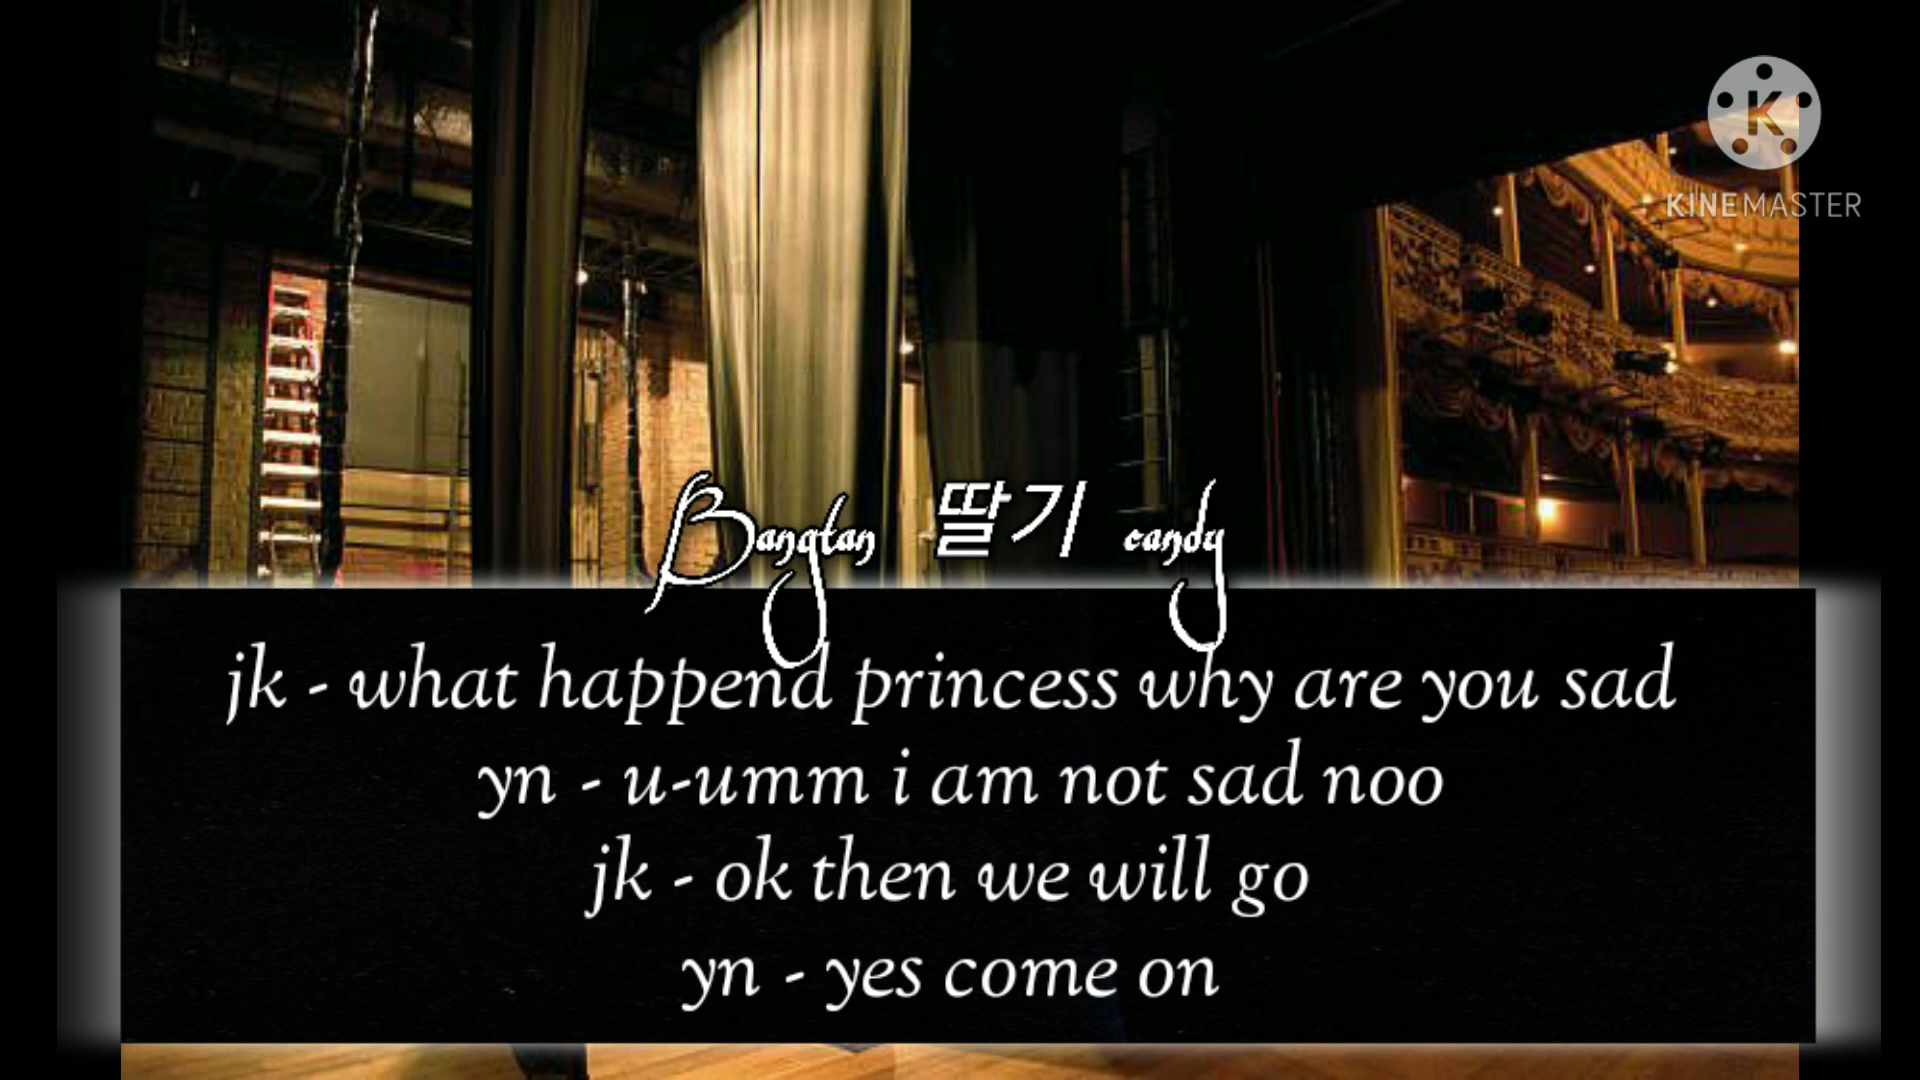 K
KINEMASTER
Bangtan 딸기 candy
jk - what happend princess why are you sad
yn - u-umm i am not sad noo
jk - ok then we will go
yn - yes come on